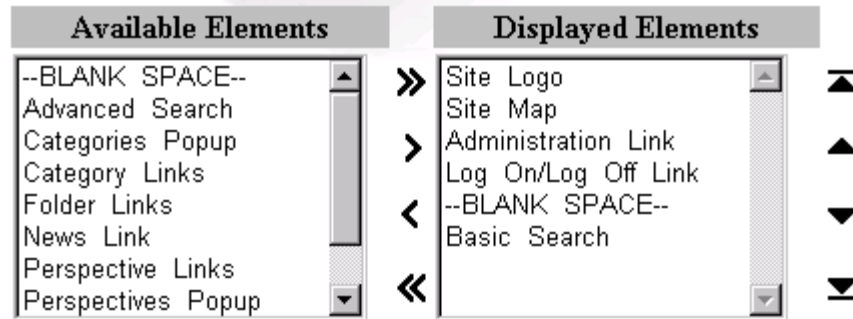 Available Elements
--BLANK SPACE--
Advanced Search
Categories Popup
Category Links
Folder Links
News Link
Perspective Links
Perspectives Popup
Displayed Elements
Site Logo
Site Map
Administration Link
Log On/Log Off Link
--BLANK SPACE--
Basic Search